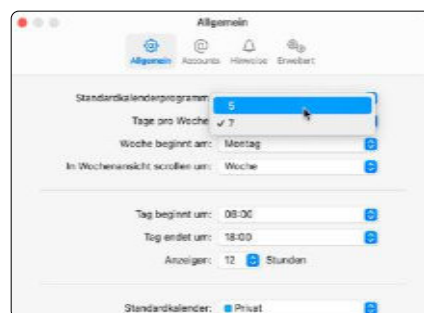 Allgemein
Allgemein Accounts Hinweise Erweitert
Standardkalenderprogramm:
5
Tage pro Woche: ✓ 7
Woche beginnt am: Montag
In Wochenansicht scrollen um: Woche
Tag beginnt um: 08:00
Tag endet um: 18:00
Anzeigen: 12 Stunden
Standardkalender: Privat